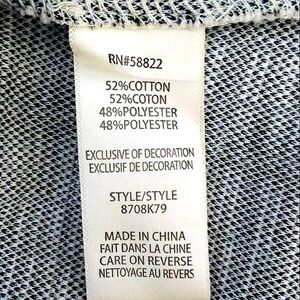 RN#58822
52%COTTON
52%COTON
48%POLYESTER
48%POLYESTER
EXCLUSIVE OF DECORATION
EXCLUSIF DE DECORATION
STYLE/STYLE
8708K79
MADE IN CHINA
FAIT DANS LA CHINE
CARE ON REVERSE
NETTOYAGE AU REVERS